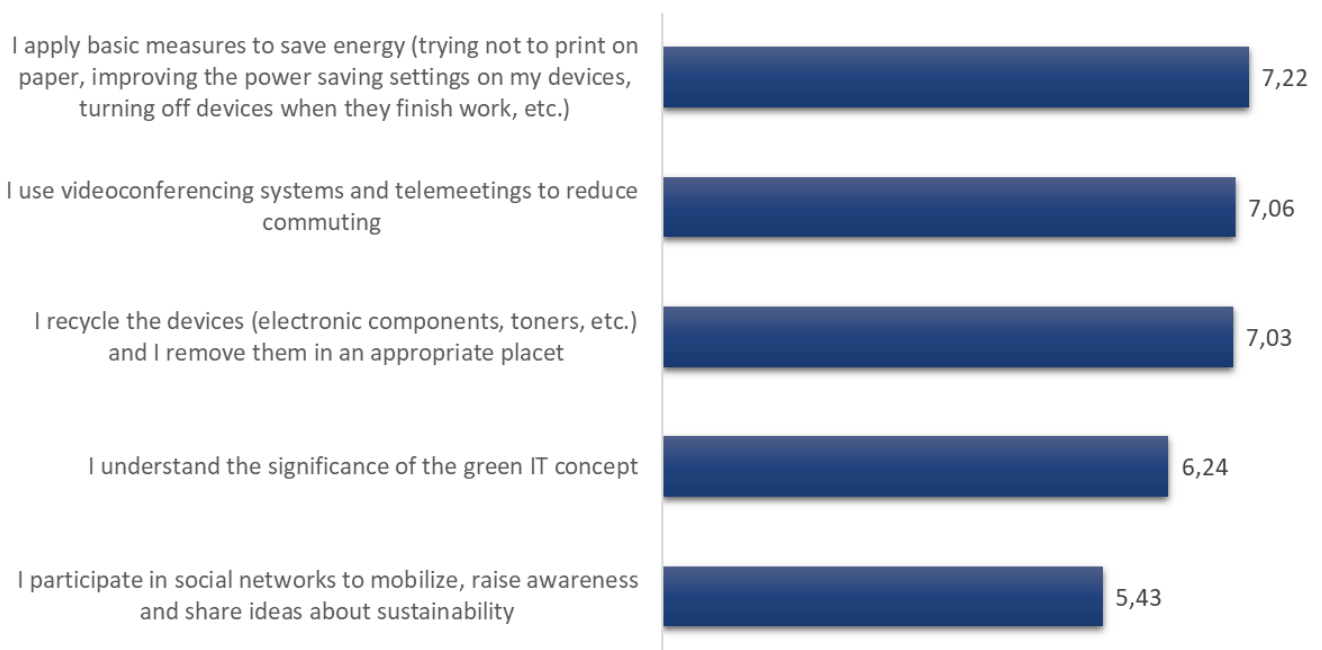 I apply basic measures to save energy (trying not to print on
paper, improving the power saving settings on my devices,
turning off devices when they finish work, etc.)
7,22
I use videoconferencing systems and telemeetings to reduce
commuting
7,06
I recycle the devices (electronic components, toners, etc.)
and I remove them in an appropriate placet
7,03
I understand the significance of the green IT concept
6,24
I participate in social networks to mobilize, raise awareness
and share ideas about sustainability
5,43